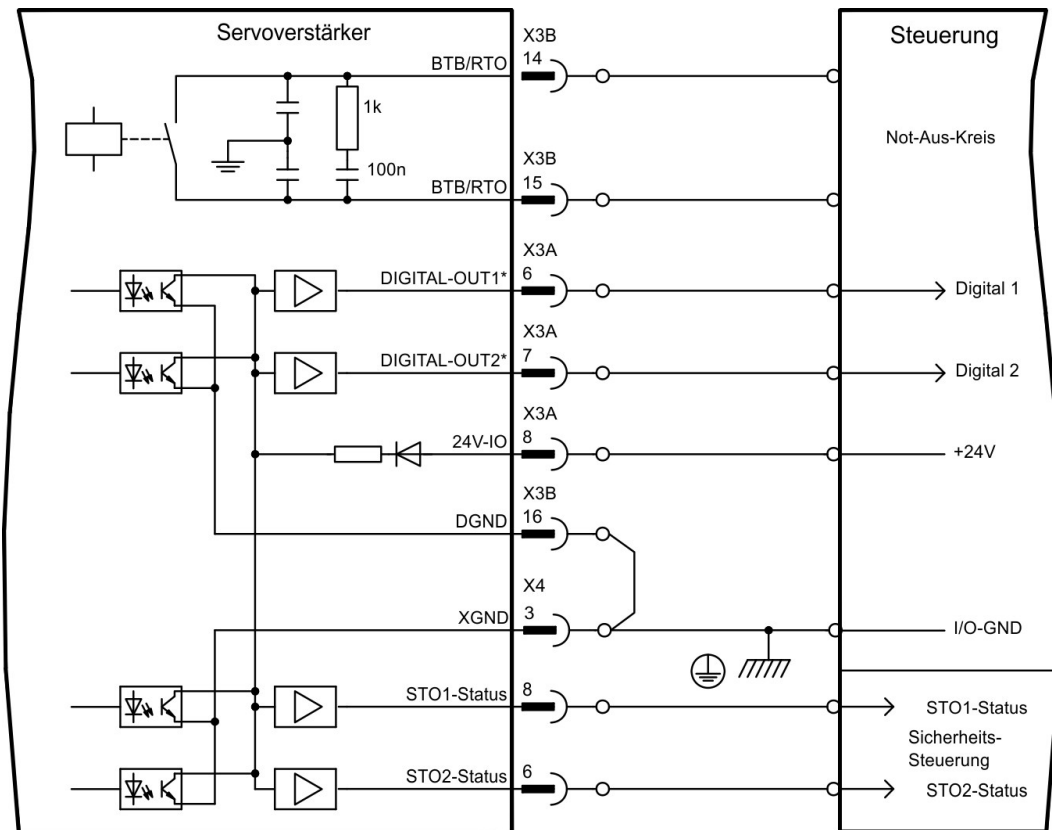 Servoverstärker
X3B
Steuerung
BTB/RTO
14
1k
Not-Aus-Kreis
100n
X3B
BTB/RTO
15
X3A
DIGITAL-OUT1*
6
Digital 1
X3A
DIGITAL-OUT2*
7
Digital 2
X3A
24V-IO
8
+24V
X3B
DGND
16
X4
XGND
3
I/O-GND
STO1-Status
8
STO1-Status
Sicherheits-
Steuerung
STO2-Status
6
STO2-Status